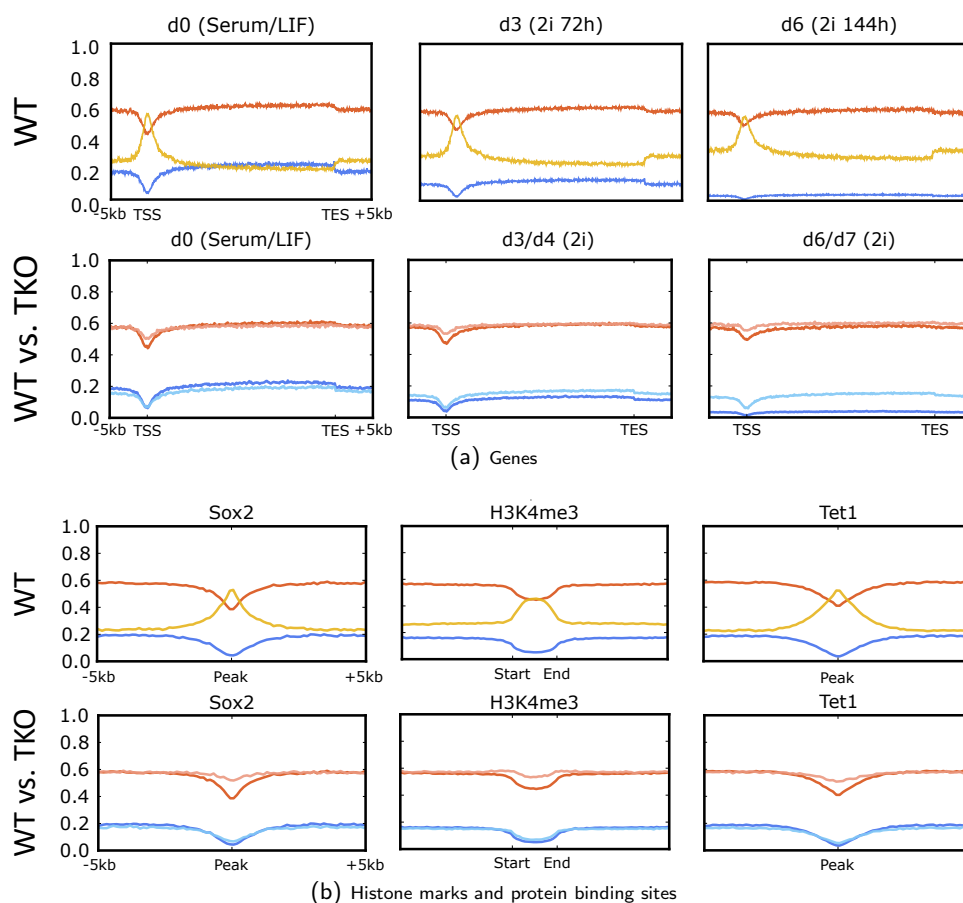 d0 (Serum/LIF) d3 (2i 72h) d6 (2i 144h)
WT
1.0
0.8
0.6
0.4
0.2
0.0
-5kb TSS TES +5kb
d0 (Serum/LIF) d3/d4 (2i) d6/d7 (2i)
WT vs. TKO
1.0
0.8
0.6
0.4
0.2
0.0
-5kb TSS TES +5kb TSS TES TSS TES
(a) Genes
Sox2 H3K4me3 Tet1
WT
1.0
0.8
0.6
0.4
0.2
0.0
-5kb Peak +5kb Start End Peak
Sox2 H3K4me3 Tet1
WT vs. TKO
1.0
0.8
0.6
0.4
0.2
0.0
-5kb Peak +5kb Start End Peak
(b) Histone marks and protein binding sites